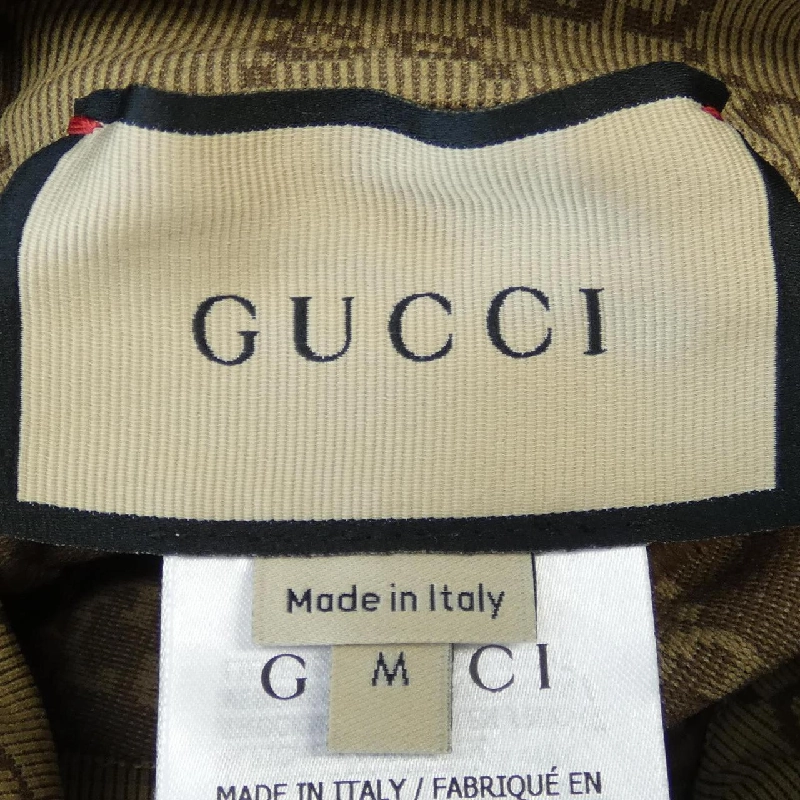 GUCCI
Made in Italy
G CI
M
MADE IN ITALY / FABRIQUÉ EN